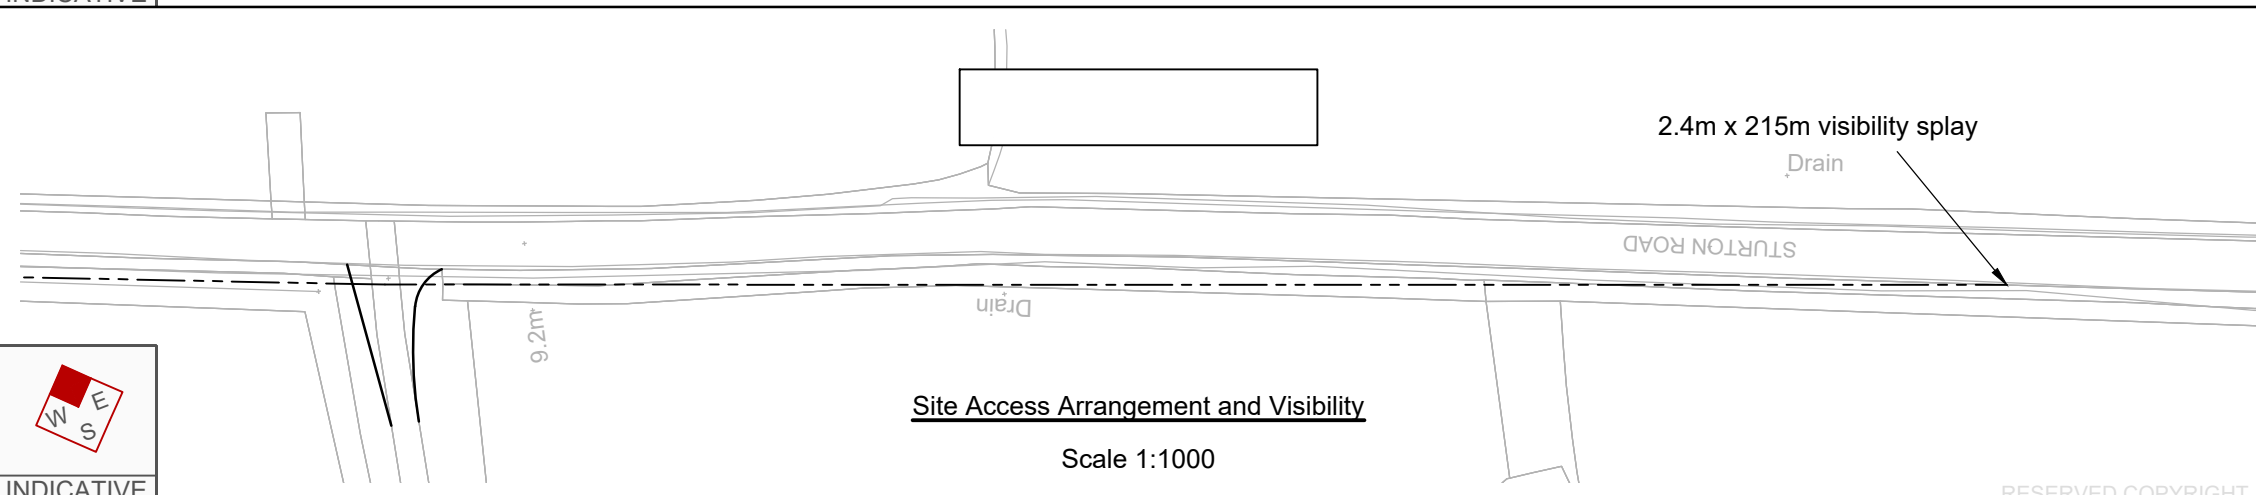 INDICATIVE
2.4m x 215m visibility splay
Drain
STURTON ROAD
Drain
9.2m
W E
S
Site Access Arrangement and Visibility
Scale 1:1000
INDICATIVE
RESERVED COPYRIGHT